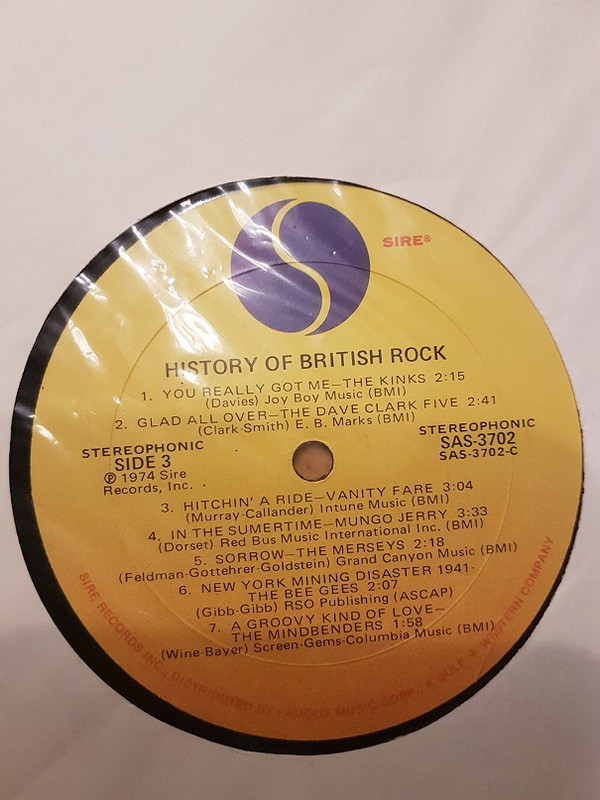 SIRE®
HISTORY OF BRITISH ROCK
1. YOU REALLY GOT ME—THE KINKS 2:15
(Davies) Joy Boy Music (BMI)
2. GLAD ALL OVER—THE DAVE CLARK FIVE 2:41
(Clark-Smith) E. B. Marks (BMI)
STEREOPHONIC
SIDE 3
℗ 1974 Sire
Records, Inc.
STEREOPHONIC
SAS-3702
SAS-3702-C
3. HITCHIN' A RIDE—VANITY FARE 3:04
(Murray-Callander) Intune Music (BMI)
4. IN THE SUMERTIME—MUNGO JERRY 3:33
(Dorset) Red Bus Music International Inc. (BMI)
5. SORROW—THE MERSEYS 2:18
(Feldman-Gottehrer-Goldstein) Grand Canyon Music (BMI)
6. NEW YORK MINING DISASTER 1941-
THE BEE GEES 2:07
(Gibb-Gibb) RSO Publishing (ASCAP)
7. A GROOVY KIND OF LOVE—
THE MINDBENDERS 1:58
(Wine-Bayer) Screen-Gems-Columbia Music (BMI)
SIRE RECORDS INC., DISTRIBUTED BY FAMOUS MUSIC CORP., A GULF + WESTERN COMPANY